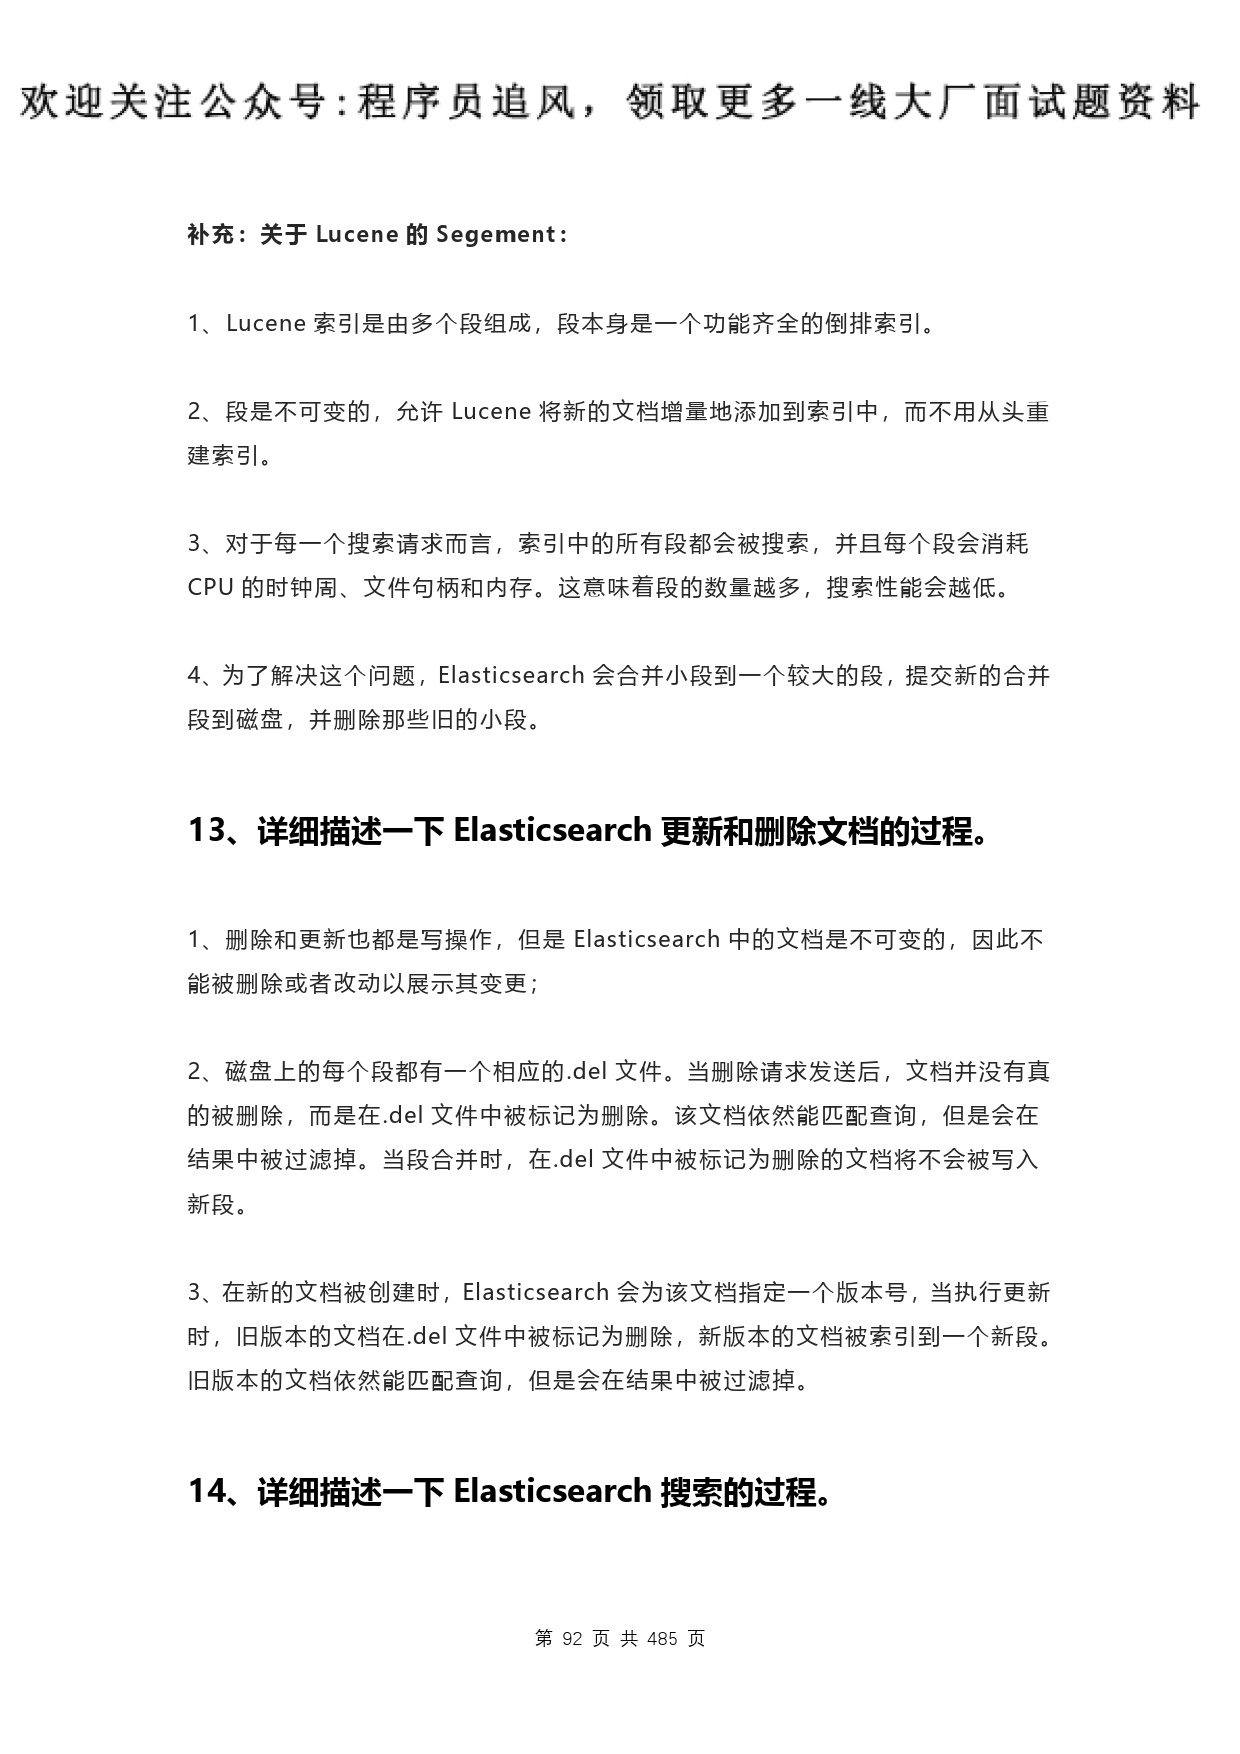 欢迎关注公众号:程序员追风，领取更多一线大厂面试题资料
补充：关于 Lucene 的 Segement：
1、Lucene 索引是由多个段组成，段本身是一个功能齐全的倒排索引。
2、段是不可变的，允许 Lucene 将新的文档增量地添加到索引中，而不用从头重
建索引。
3、对于每一个搜索请求而言，索引中的所有段都会被搜索，并且每个段会消耗
CPU 的时钟周、文件句柄和内存。这意味着段的数量越多，搜索性能会越低。
4、为了解决这个问题，Elasticsearch 会合并小段到一个较大的段，提交新的合并
段到磁盘，并删除那些旧的小段。
13、详细描述一下 Elasticsearch 更新和删除文档的过程。
1、删除和更新也都是写操作，但是 Elasticsearch 中的文档是不可变的，因此不
能被删除或者改动以展示其变更；
2、磁盘上的每个段都有一个相应的.del 文件。当删除请求发送后，文档并没有真
的被删除，而是在.del 文件中被标记为删除。该文档依然能匹配查询，但是会在
结果中被过滤掉。当段合并时，在.del 文件中被标记为删除的文档将不会被写入
新段。
3、在新的文档被创建时，Elasticsearch 会为该文档指定一个版本号，当执行更新
时，旧版本的文档在.del 文件中被标记为删除，新版本的文档被索引到一个新段。
旧版本的文档依然能匹配查询，但是会在结果中被过滤掉。
14、详细描述一下 Elasticsearch 搜索的过程。
第 92 页 共 485 页